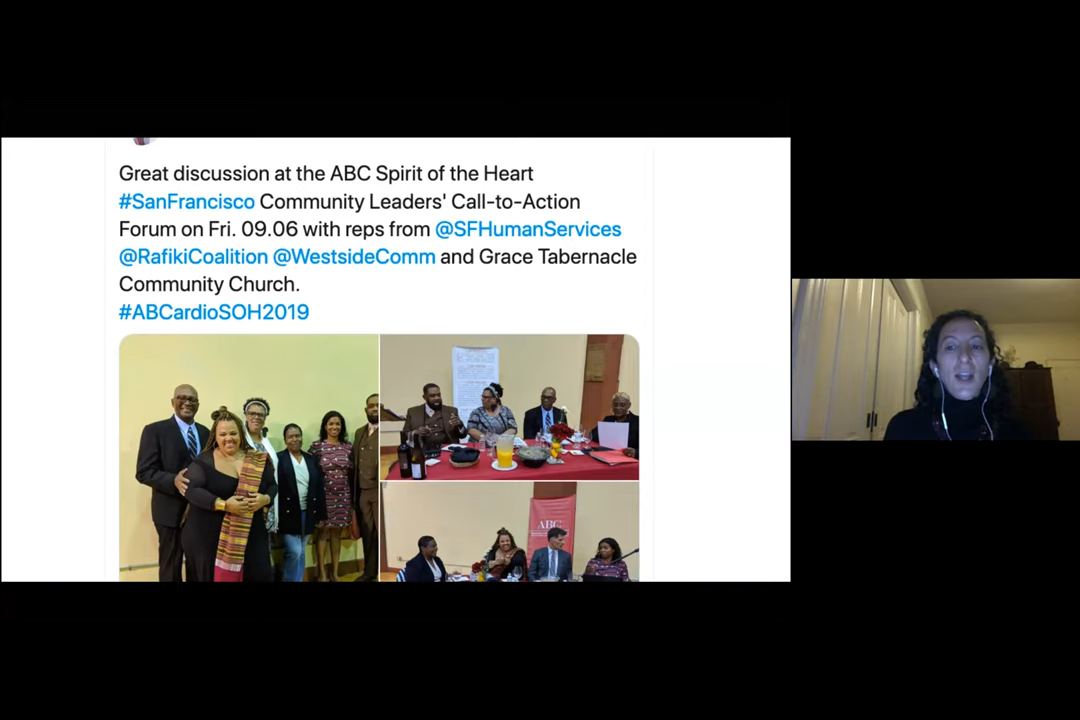 Great discussion at the ABC Spirit of the Heart
#SanFrancisco Community Leaders' Call-to-Action
Forum on Fri. 09.06 with reps from @SFHumanServices
@RafikiCoalition @WestsideComm and Grace Tabernacle
Community Church.
#ABCardioSOH2019
ABC